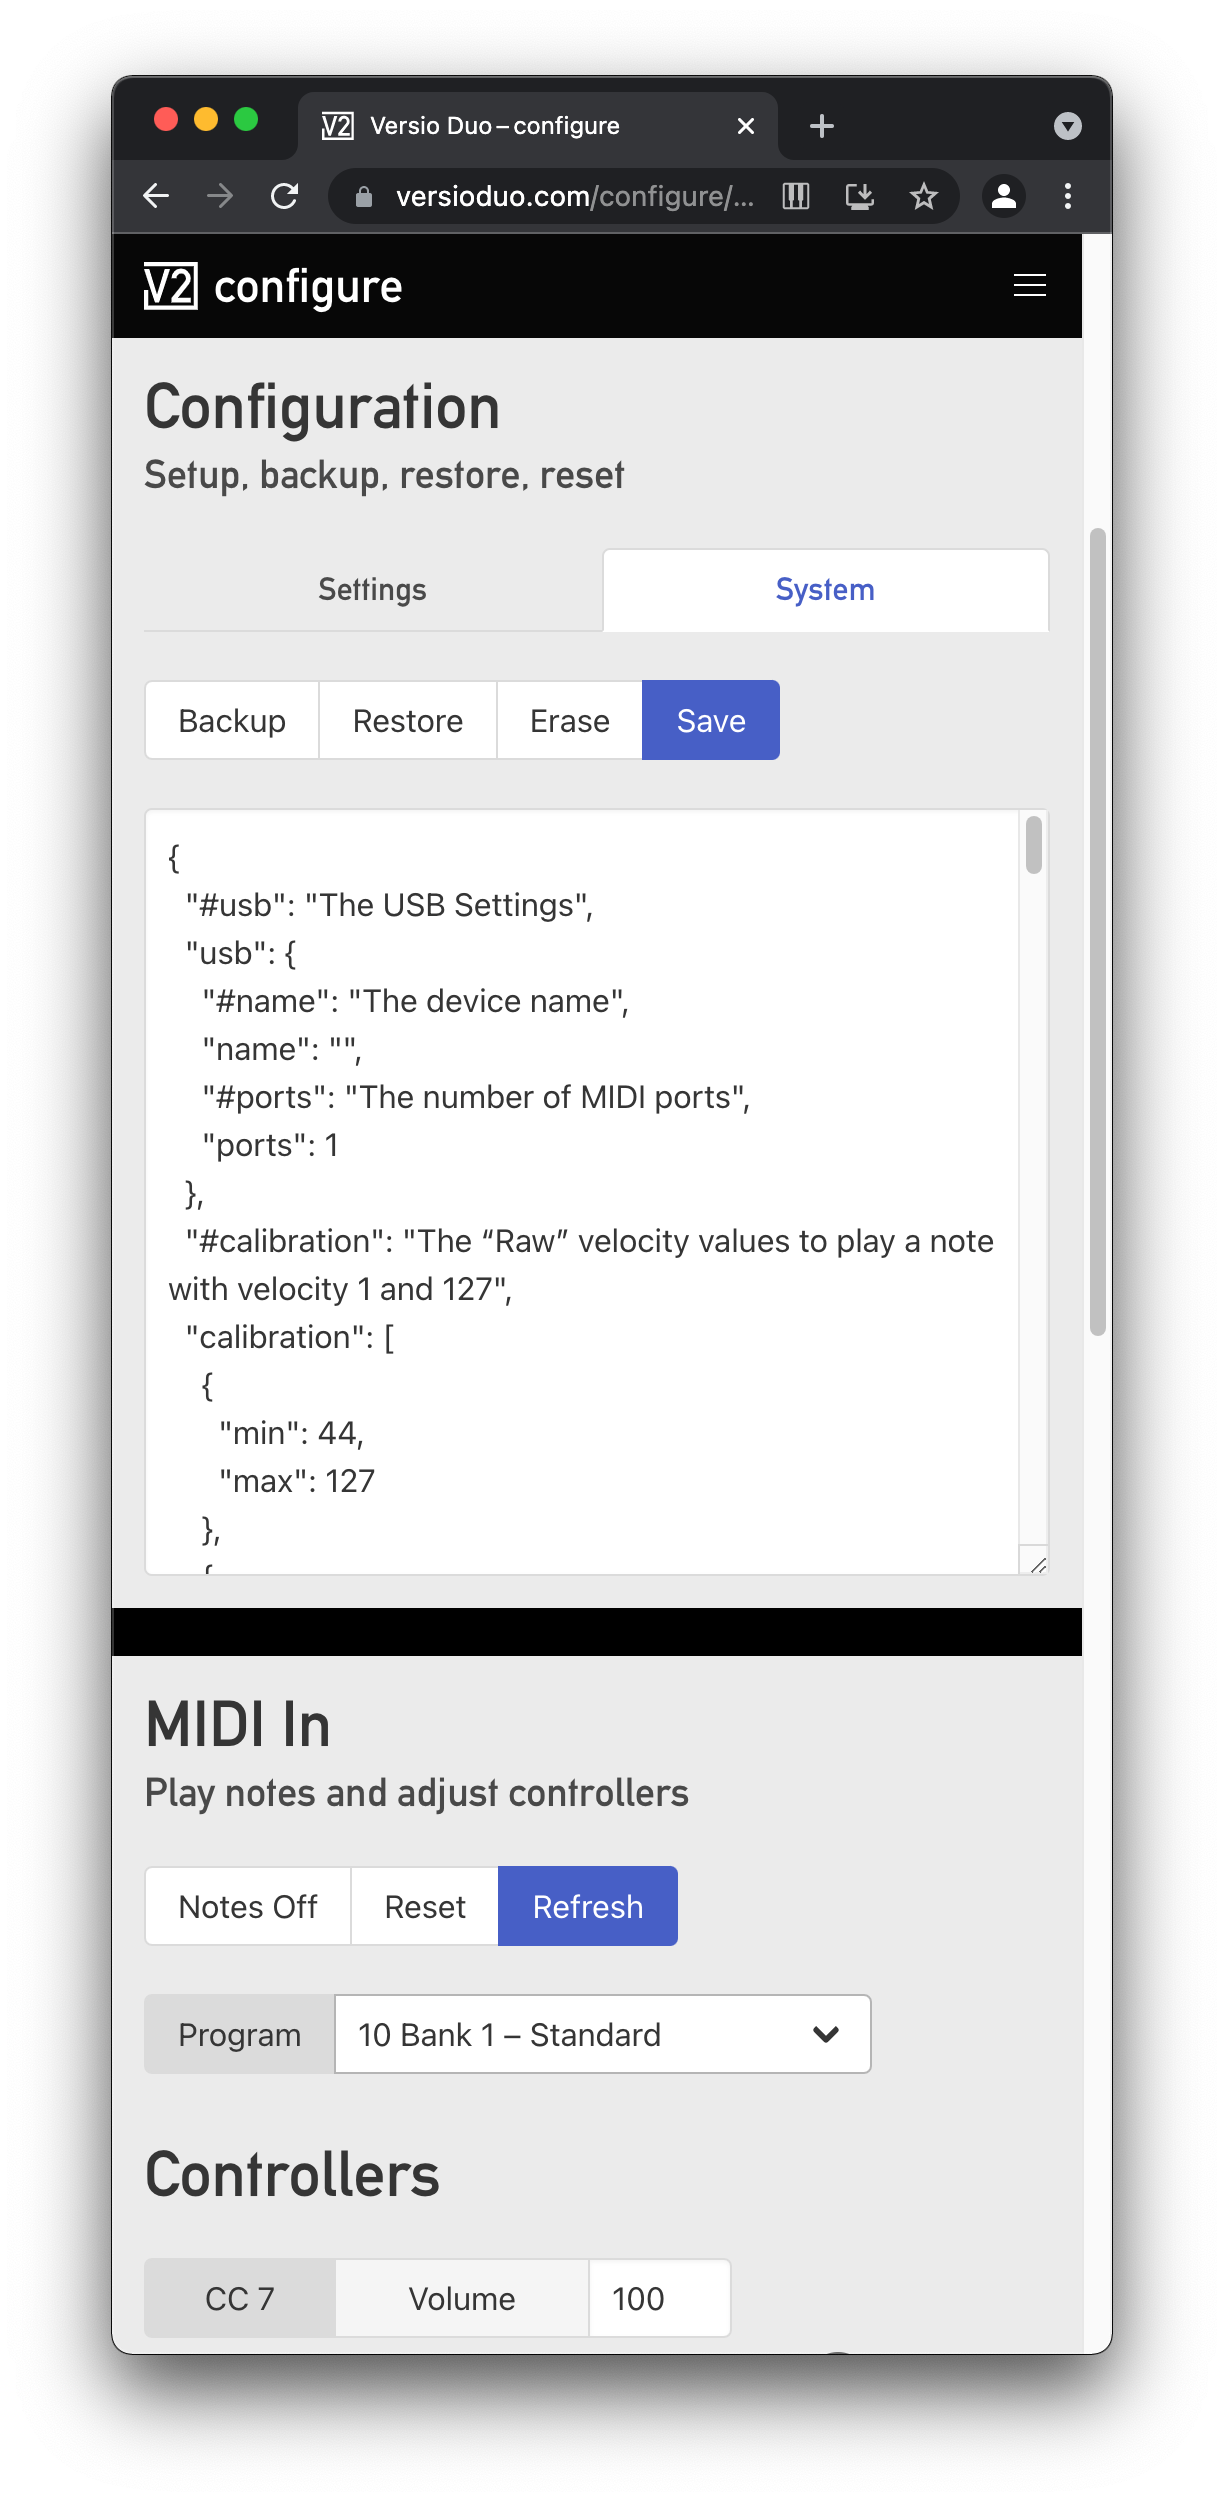 V2 Versio Duo – configure
versioduo.com/configure/...
V2 configure
Configuration
Setup, backup, restore, reset
Settings System
Backup Restore Erase Save
{
"#usb": "The USB Settings",
"usb": {
"#name": "The device name",
"name": "",
"#ports": "The number of MIDI ports",
"ports": 1
},
"#calibration": "The “Raw” velocity values to play a note
with velocity 1 and 127",
"calibration": [
{
"min": 44,
"max": 127
},
{
MIDI In
Play notes and adjust controllers
Notes Off Reset Refresh
Program 10 Bank 1 – Standard
Controllers
CC 7 Volume 100